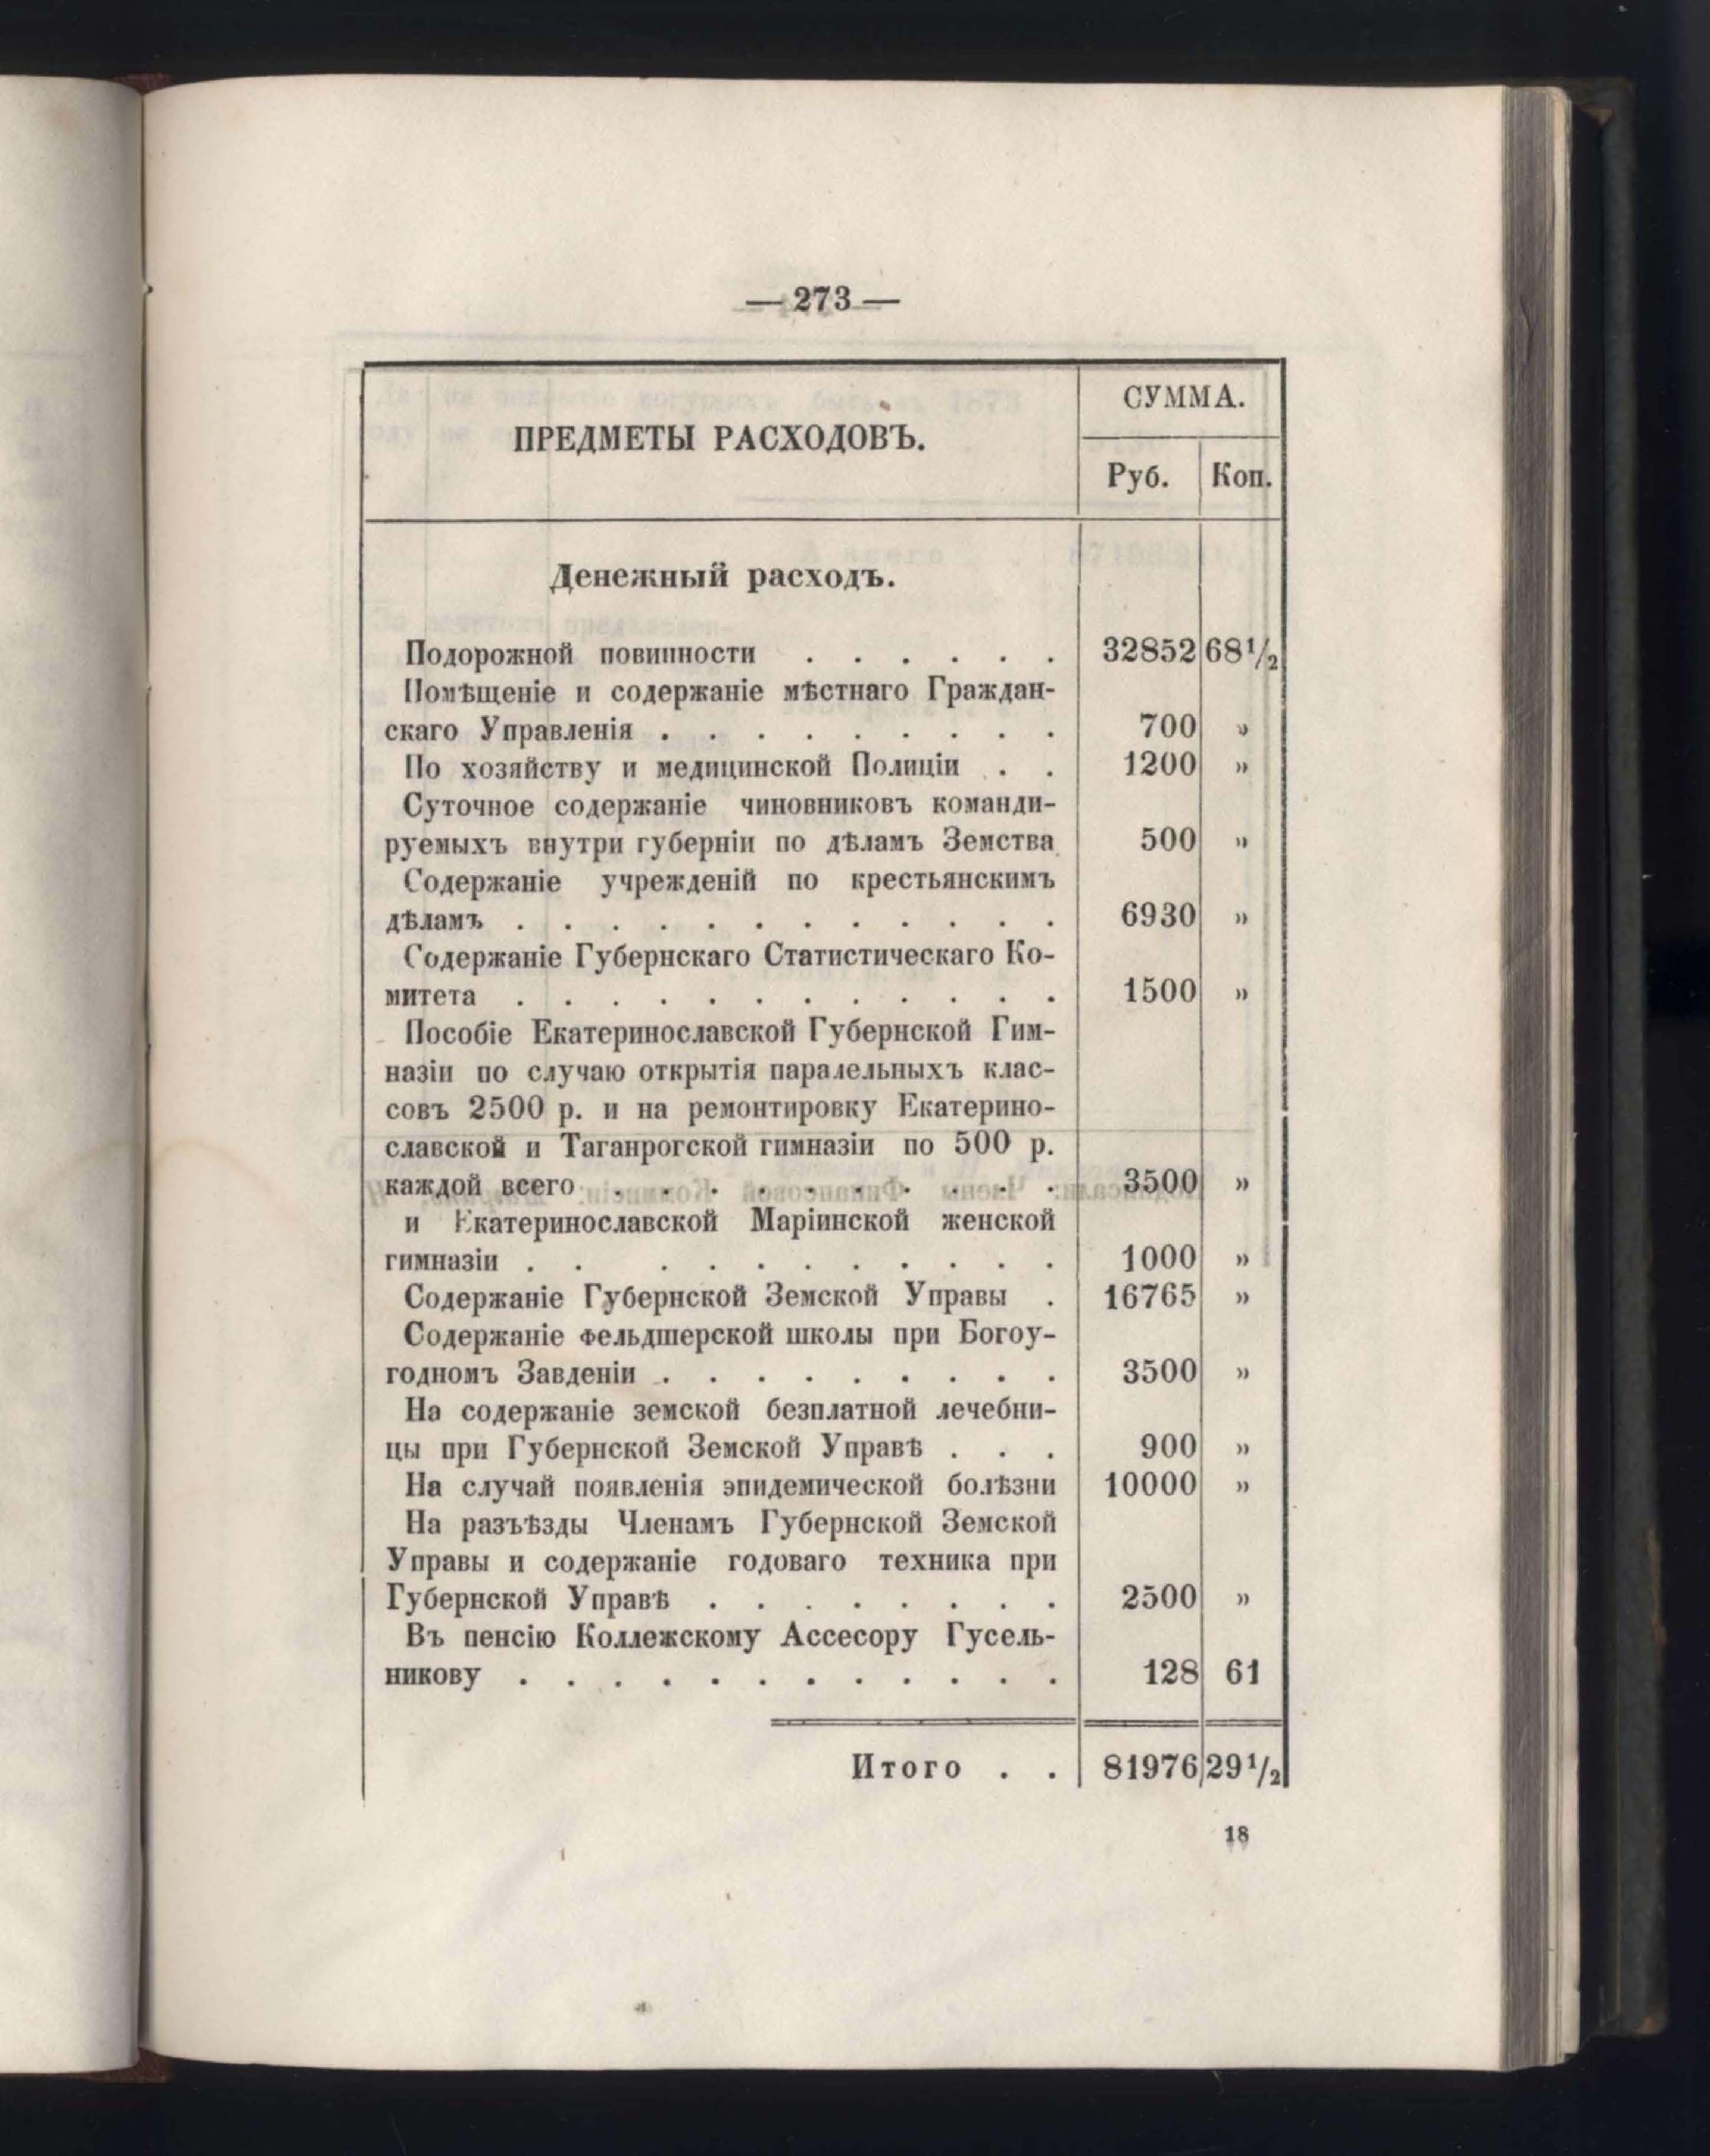 — 273 —
ПРЕДМЕТЫ РАСХОДОВЪ.
СУММА.
Руб. Коп.
Денежный расходъ.
Подорожной повинности . . . . . . 32852 68½
Помѣщеніе и содержаніе мѣстнаго Граждан-
скаго Управленія . . . . . . . . . 700 »
По хозяйству и медицинской Полиціи . . 1200 »
Суточное содержаніе чиновниковъ команди-
руемыхъ внутри губерніи по дѣламъ Земства 500 »
Содержаніе учрежденій по крестьянскимъ
дѣламъ . . . . . . . . . . . . 6930 »
Содержаніе Губернскаго Статистическаго Ко-
митета . . . . . . . . . . . . 1500 »
Пособіе Екатеринославской Губернской Гим-
назіи по случаю открытія паралельныхъ клас-
совъ 2500 р. и на ремонтировку Екатерино-
славской и Таганрогской гимназіи по 500 р.
каждой всего . . . . . . . . . . 3500 »
и Екатеринославской Маріинской женской
гимназіи . . . . . . . . . . . 1000 »
Содержаніе Губернской Земской Управы . 16765 »
Содержаніе фельдшерской школы при Богоу-
годномъ Завденіи . . . . . . . . . 3500 »
На содержаніе земской безплатной лечебни-
цы при Губернской Земской Управѣ . . . 900 »
На случай появленія эпидемической болѣзни 10000 »
На разъѣзды Членамъ Губернской Земской
Управы и содержаніе годоваго техника при
Губернской Управѣ . . . . . . . . 2500 »
Въ пенсію Коллежскому Ассесору Гусель-
никову . . . . . . . . . . . . 128 61
Итого . . 81976 29½
18